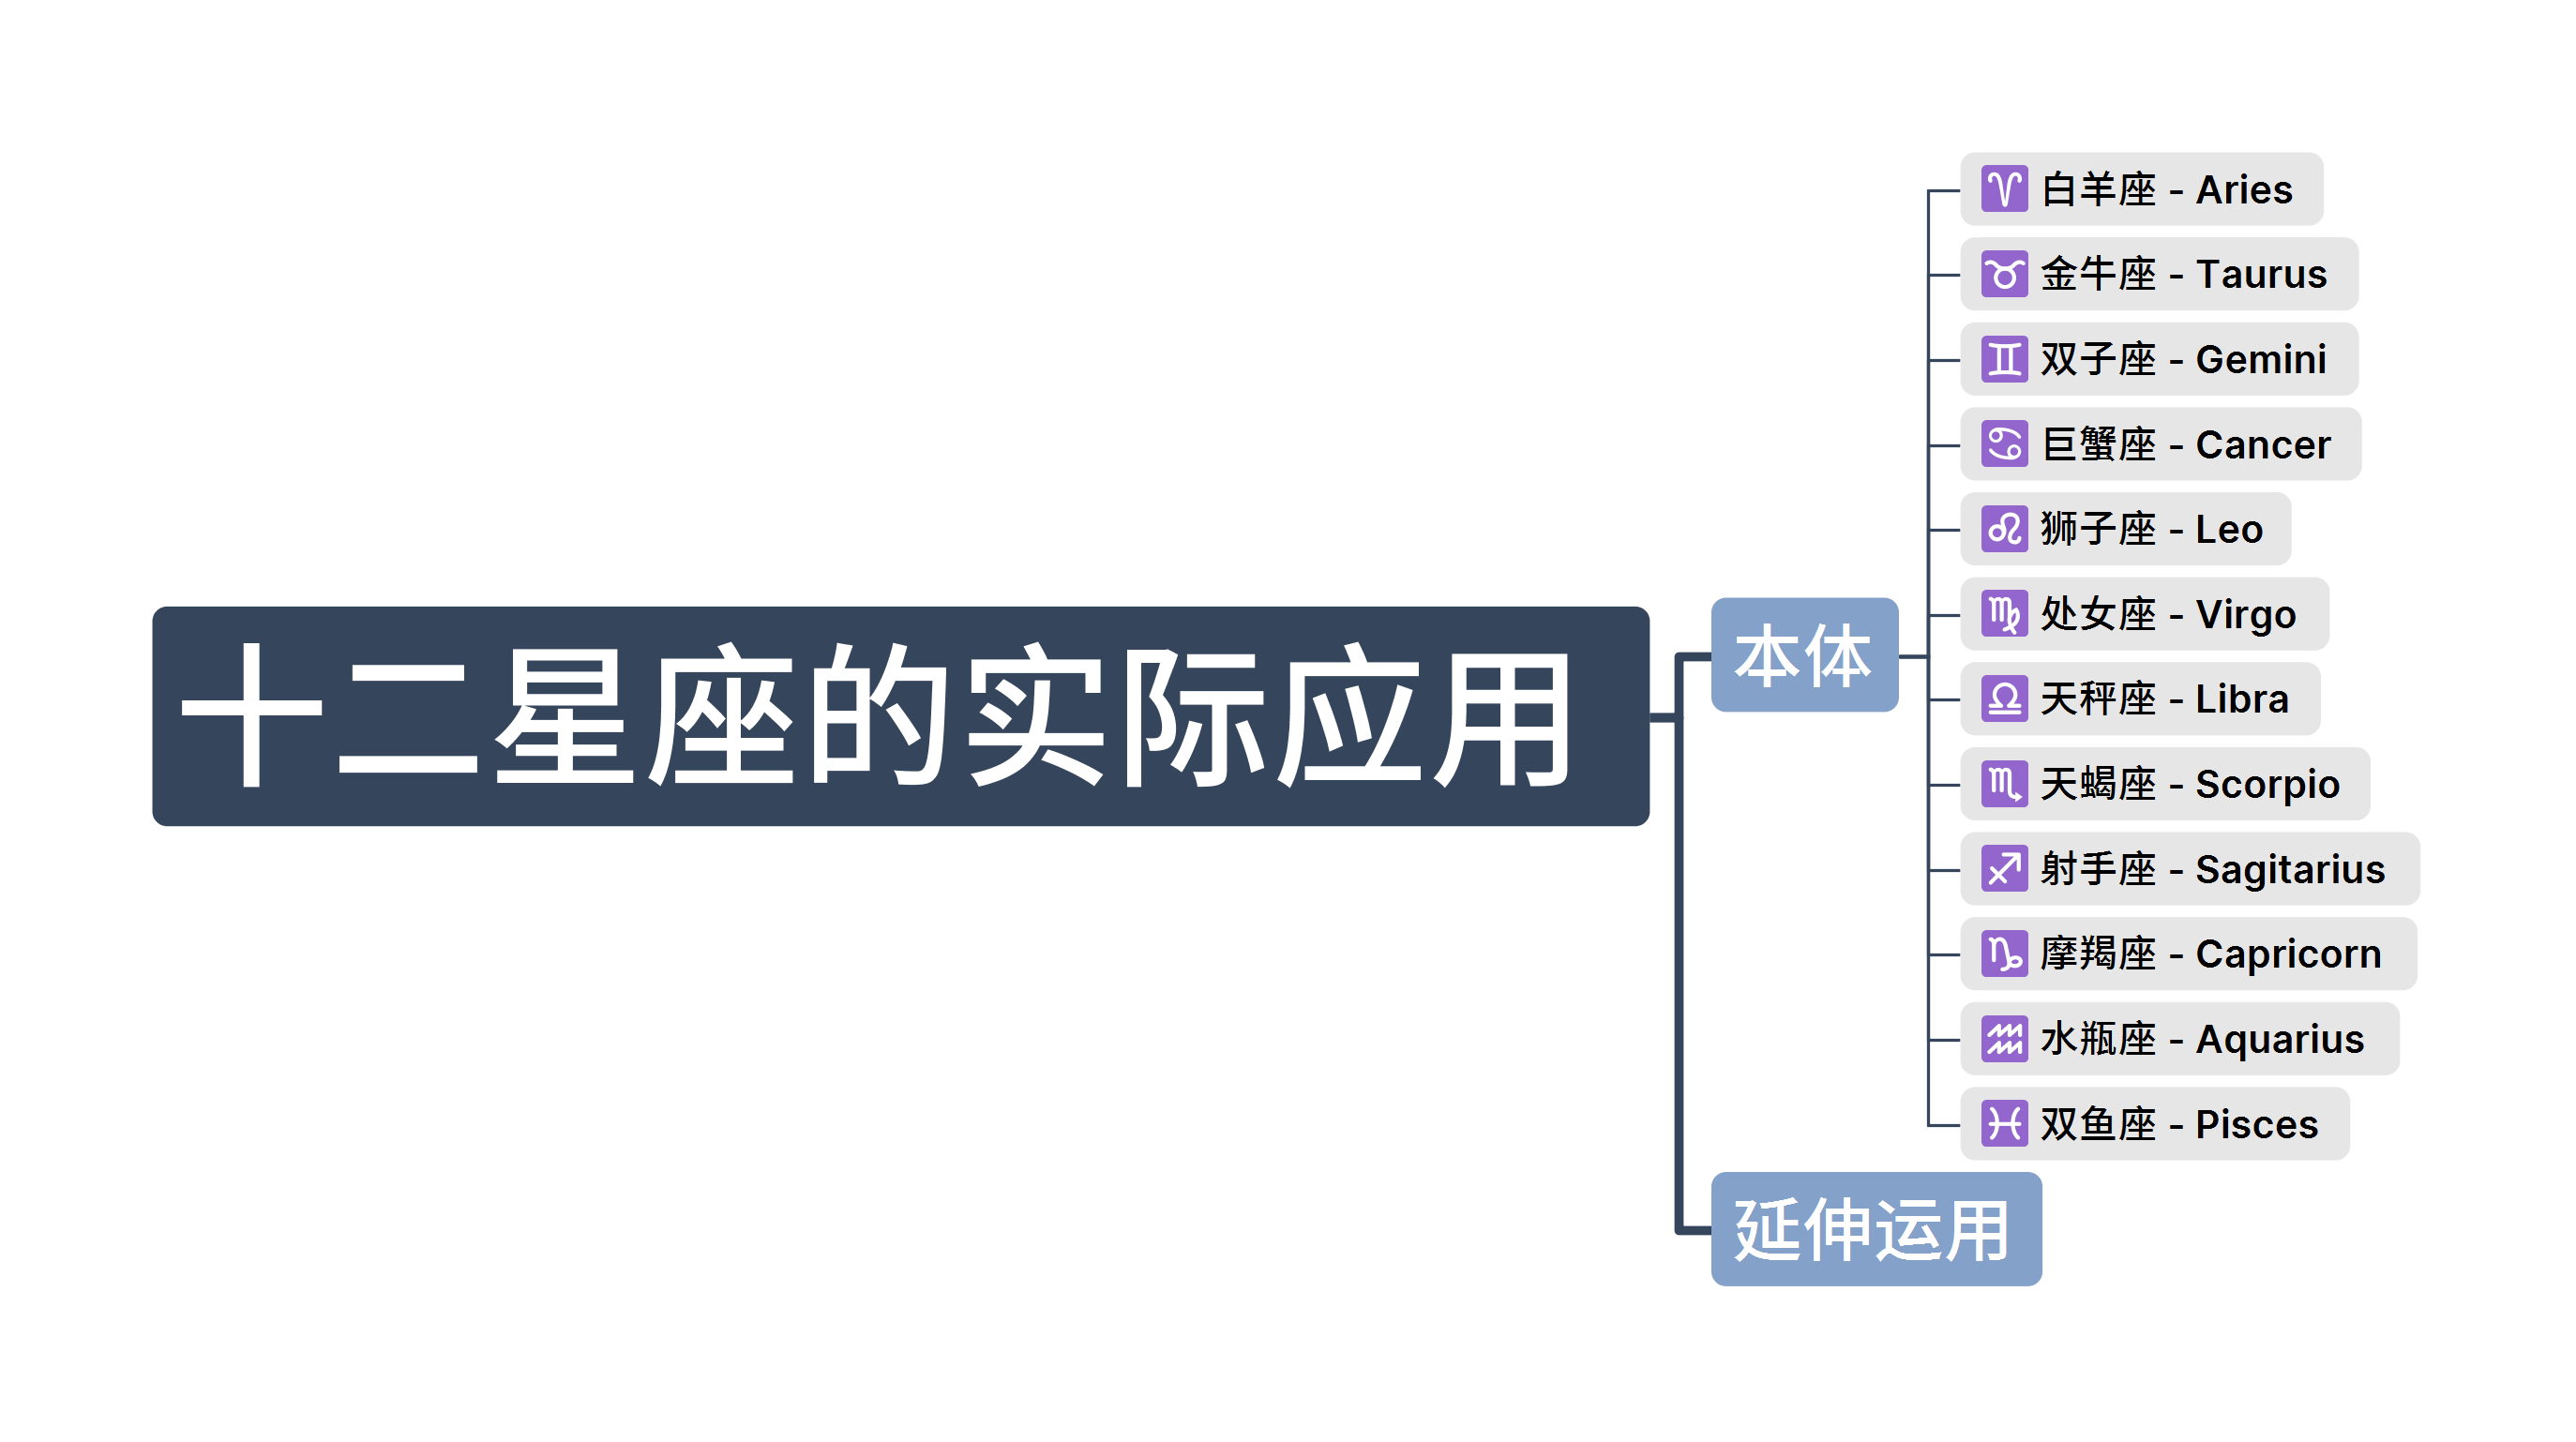 十二星座的实际应用
本体
♈ 白羊座 - Aries
♉ 金牛座 - Taurus
♊ 双子座 - Gemini
♋ 巨蟹座 - Cancer
♌ 狮子座 - Leo
♍ 处女座 - Virgo
♎ 天秤座 - Libra
♏ 天蝎座 - Scorpio
♐ 射手座 - Sagitarius
♑ 摩羯座 - Capricorn
♒ 水瓶座 - Aquarius
♓ 双鱼座 - Pisces
延伸运用